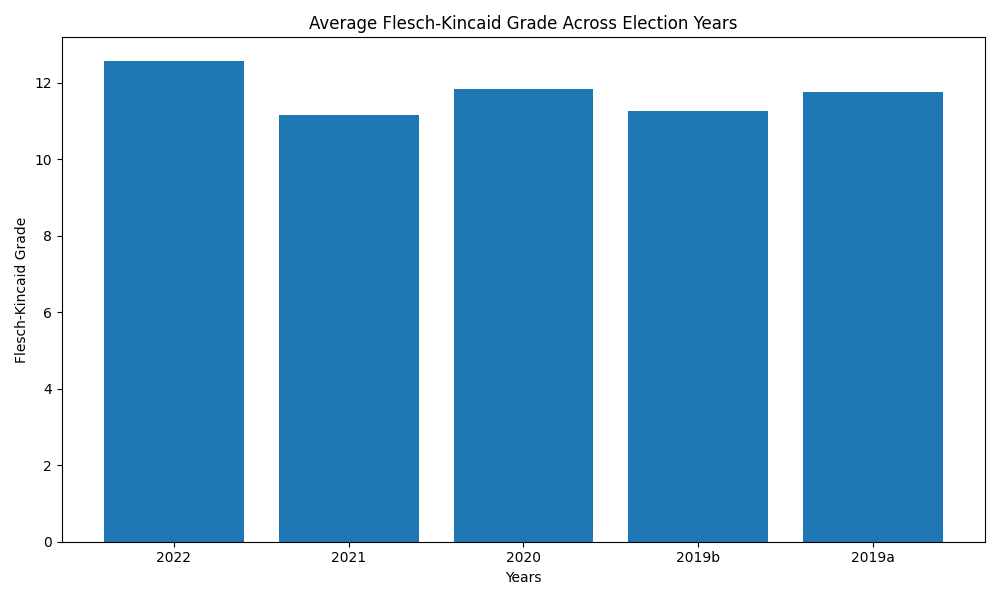 Average Flesch-Kincaid Grade Across Election Years
Flesch-Kincaid Grade
12
10
8
6
4
2
0
2022 2021 2020 2019b 2019a
Years